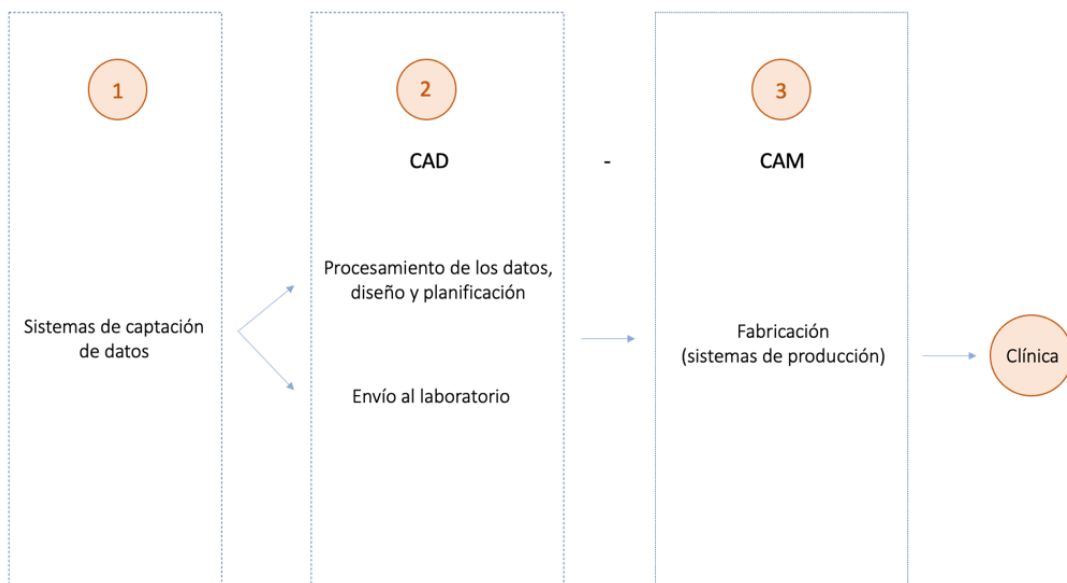 1
2
3
CAD
-
CAM
Procesamiento de los datos,
diseño y planificación
Sistemas de captación
de datos
Envío al laboratorio
Fabricación
(sistemas de producción)
Clínica